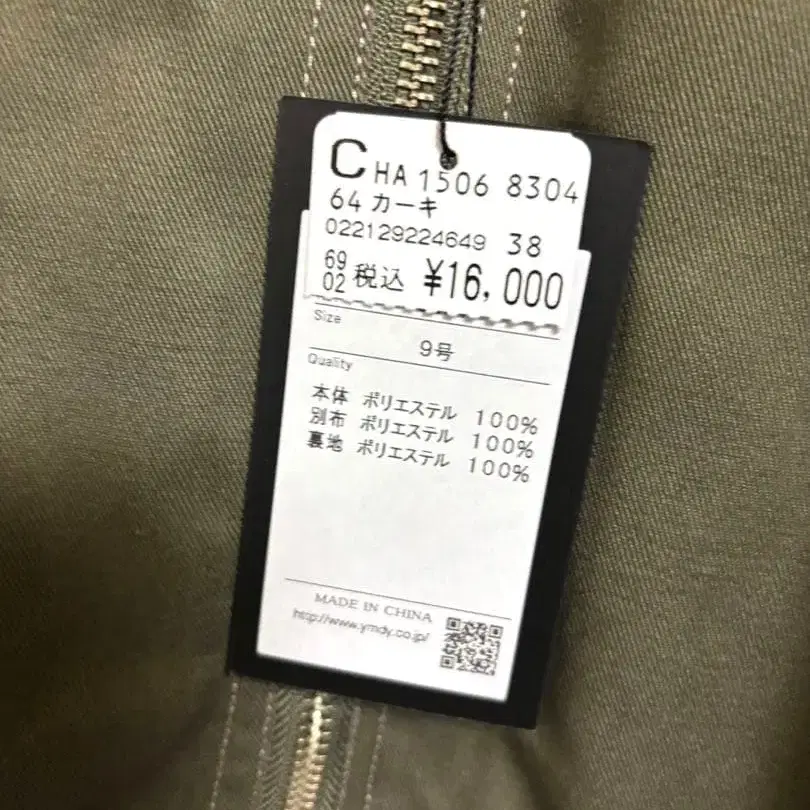 C HA 1506 8304
64 カーキ
022129224649 38
69
02 税込 ¥16,000
Size
9号
Quality
本体 ポリエステル 100%
別布 ポリエステル 100%
裏地 ポリエステル 100%
MADE IN CHINA
http://www.ymdy.co.jp/